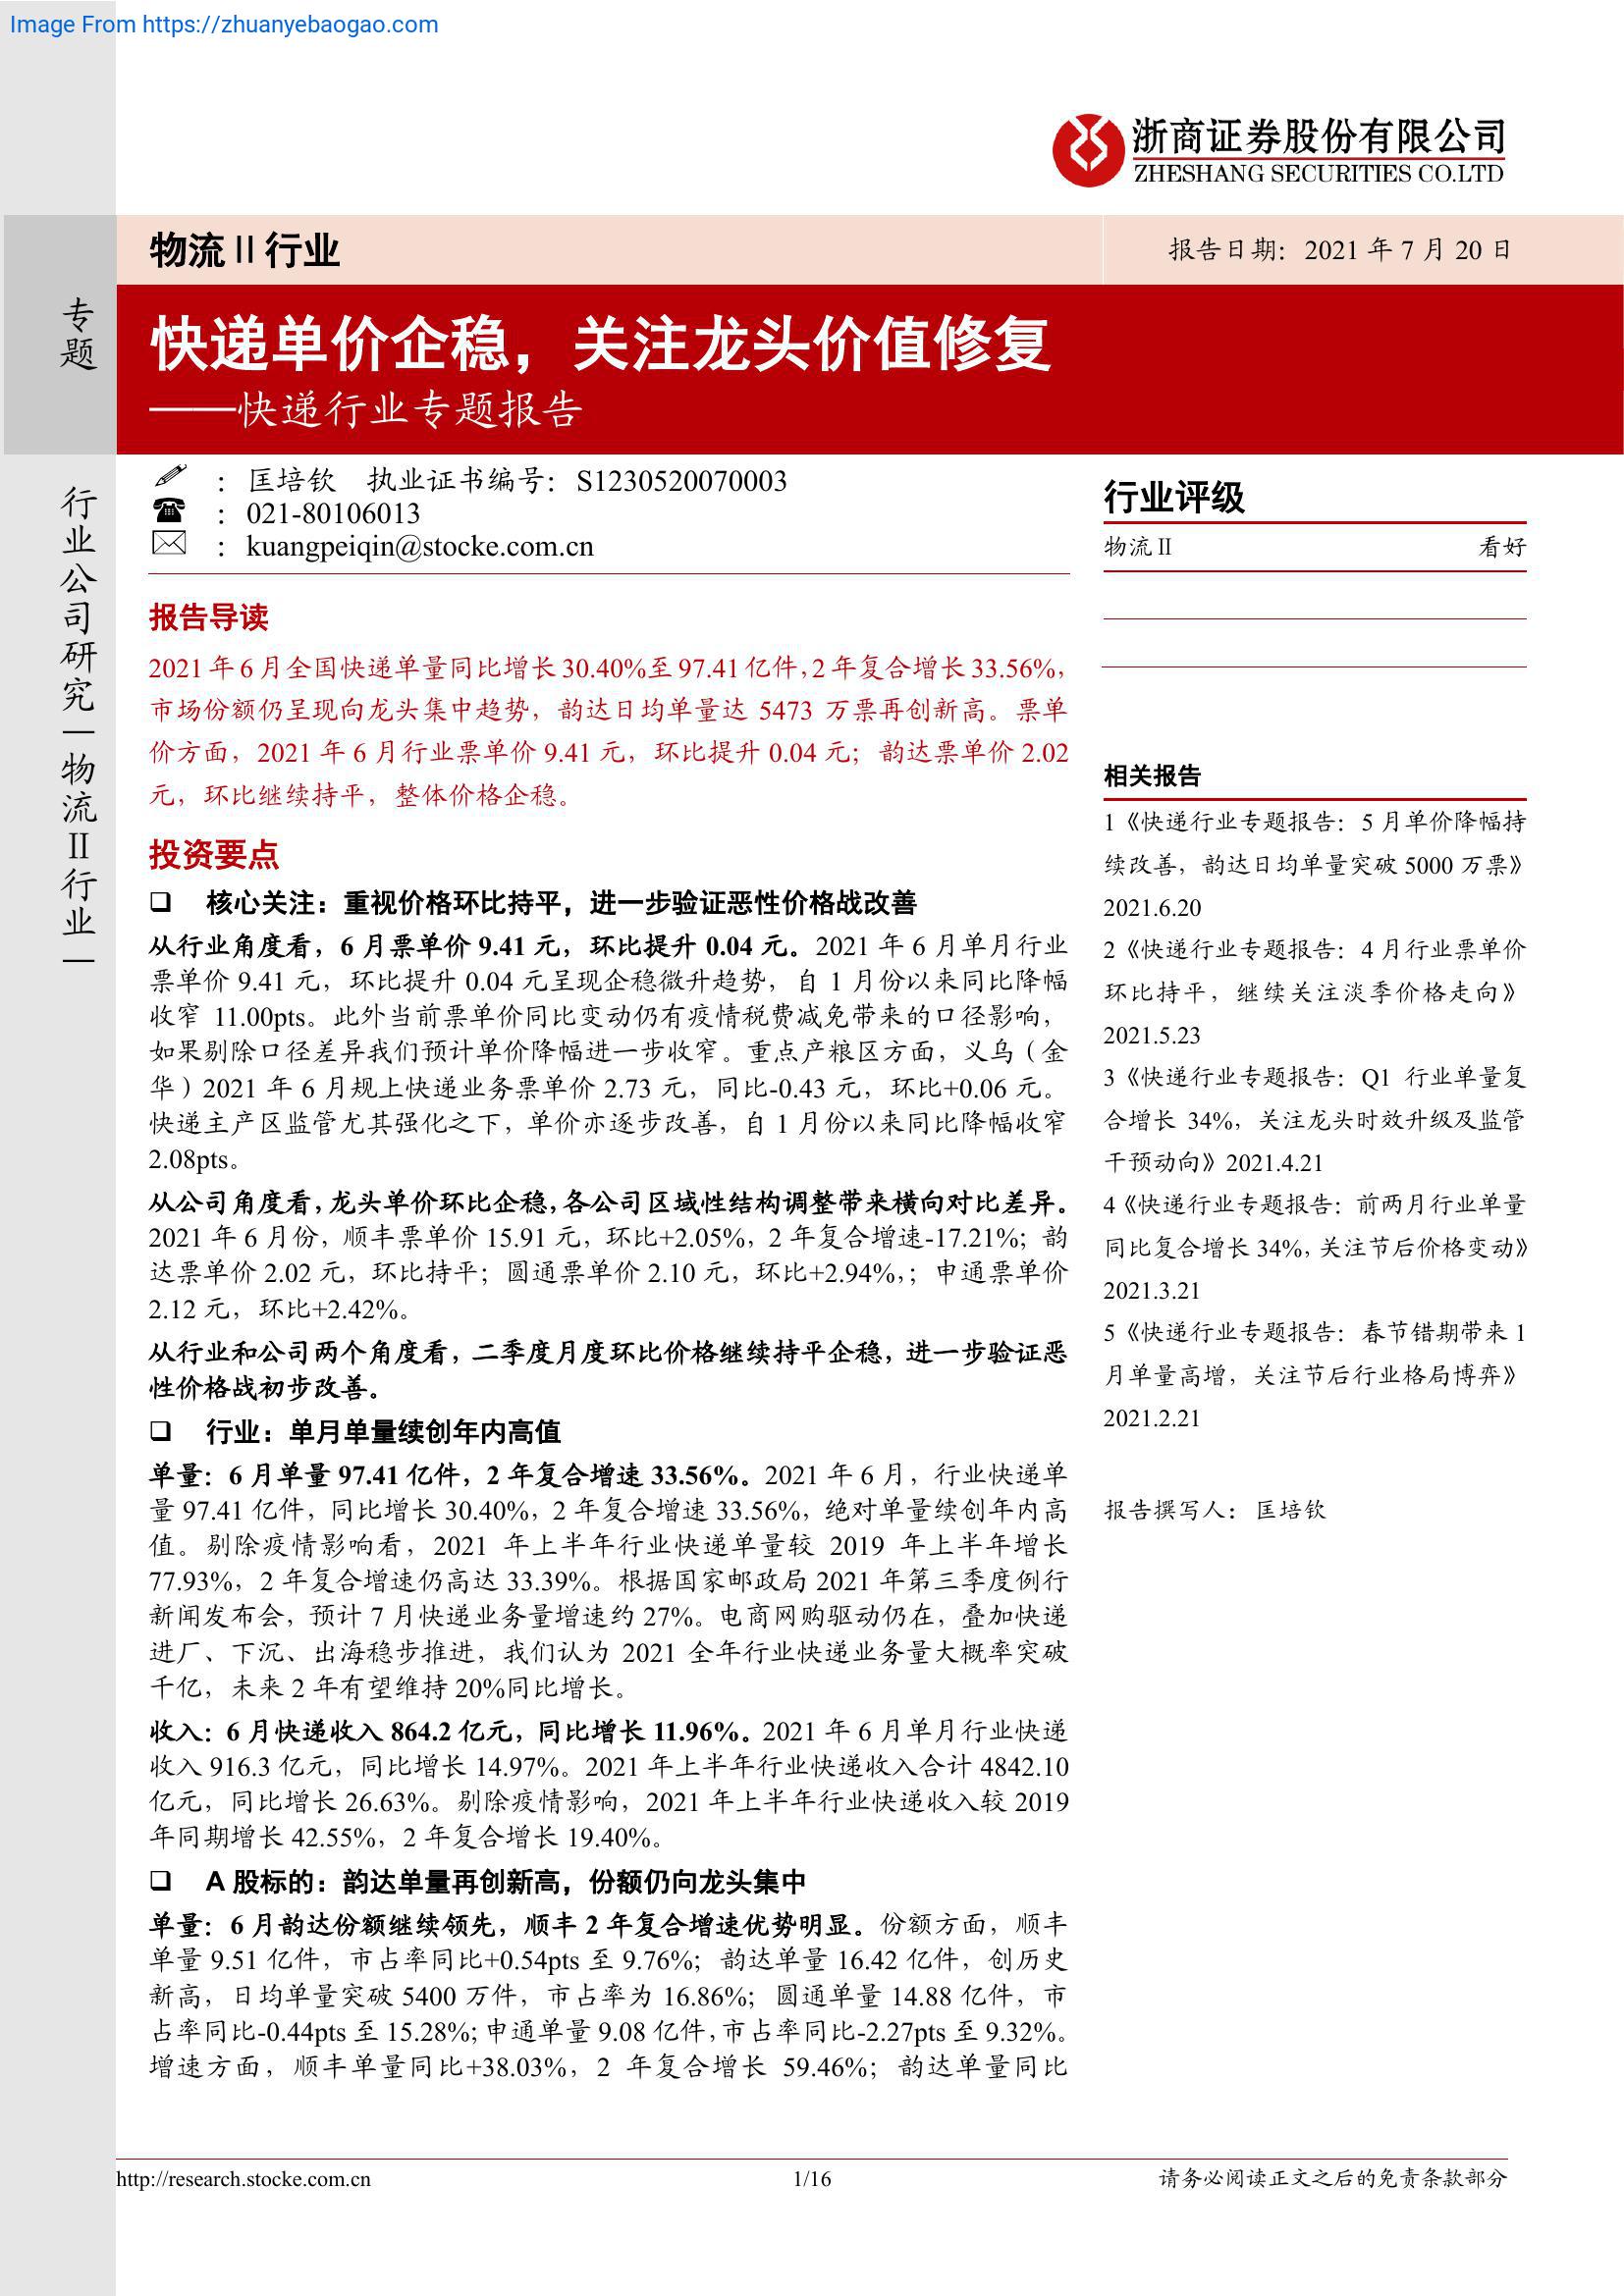 Image From https://zhuanyebaogao.com
浙商证券股份有限公司
ZHESHANG SECURITIES CO.LTD
物流Ⅱ行业
报告日期：2021 年 7 月 20 日
专题
快递单价企稳，关注龙头价值修复
——快递行业专题报告
行业公司研究｜物流Ⅱ行业｜
：匡培钦 执业证书编号：S1230520070003
：021-80106013
：kuangpeiqin@stocke.com.cn
报告导读
2021 年 6 月全国快递单量同比增长 30.40%至 97.41 亿件，2 年复合增长 33.56%，
市场份额仍呈现向龙头集中趋势，韵达日均单量达 5473 万票再创新高。票单
价方面，2021 年 6 月行业票单价 9.41 元，环比提升 0.04 元；韵达票单价 2.02
元，环比继续持平，整体价格企稳。
投资要点
❑ 核心关注：重视价格环比持平，进一步验证恶性价格战改善
从行业角度看，6 月票单价 9.41 元，环比提升 0.04 元。2021 年 6 月单月行业
票单价 9.41 元，环比提升 0.04 元呈现企稳微升趋势，自 1 月份以来同比降幅
收窄 11.00pts。此外当前票单价同比变动仍有疫情税费减免带来的口径影响，
如果剔除口径差异我们预计单价降幅进一步收窄。重点产粮区方面，义乌（金
华）2021 年 6 月规上快递业务票单价 2.73 元，同比-0.43 元，环比+0.06 元。
快递主产区监管尤其强化之下，单价亦逐步改善，自 1 月份以来同比降幅收窄
2.08pts。
从公司角度看，龙头单价环比企稳，各公司区域性结构调整带来横向对比差异。
2021 年 6 月份，顺丰票单价 15.91 元，环比+2.05%，2 年复合增速-17.21%；韵
达票单价 2.02 元，环比持平；圆通票单价 2.10 元，环比+2.94%,；申通票单价
2.12 元，环比+2.42%。
从行业和公司两个角度看，二季度月度环比价格继续持平企稳，进一步验证恶
性价格战初步改善。
❑ 行业：单月单量续创年内高值
单量：6 月单量 97.41 亿件，2 年复合增速 33.56%。2021 年 6 月，行业快递单
量 97.41 亿件，同比增长 30.40%，2 年复合增速 33.56%，绝对单量续创年内高
值。剔除疫情影响看，2021 年上半年行业快递单量较 2019 年上半年增长
77.93%，2 年复合增速仍高达 33.39%。根据国家邮政局 2021 年第三季度例行
新闻发布会，预计 7 月快递业务量增速约 27%。电商网购驱动仍在，叠加快递
进厂、下沉、出海稳步推进，我们认为 2021 全年行业快递业务量大概率突破
千亿，未来 2 年有望维持 20%同比增长。
收入：6 月快递收入 864.2 亿元，同比增长 11.96%。2021 年 6 月单月行业快递
收入 916.3 亿元，同比增长 14.97%。2021 年上半年行业快递收入合计 4842.10
亿元，同比增长 26.63%。剔除疫情影响，2021 年上半年行业快递收入较 2019
年同期增长 42.55%，2 年复合增长 19.40%。
❑ A 股标的：韵达单量再创新高，份额仍向龙头集中
单量：6 月韵达份额继续领先，顺丰 2 年复合增速优势明显。份额方面，顺丰
单量 9.51 亿件，市占率同比+0.54pts 至 9.76%；韵达单量 16.42 亿件，创历史
新高，日均单量突破 5400 万件，市占率为 16.86%；圆通单量 14.88 亿件，市
占率同比-0.44pts 至 15.28%；申通单量 9.08 亿件，市占率同比-2.27pts 至 9.32%。
增速方面，顺丰单量同比+38.03%，2 年复合增长 59.46%；韵达单量同比
行业评级
物流Ⅱ 看好
相关报告
1《快递行业专题报告：5 月单价降幅持
续改善，韵达日均单量突破 5000 万票》
2021.6.20
2《快递行业专题报告：4 月行业票单价
环比持平，继续关注淡季价格走向》
2021.5.23
3《快递行业专题报告：Q1 行业单量复
合增长 34%，关注龙头时效升级及监管
干预动向》2021.4.21
4《快递行业专题报告：前两月行业单量
同比复合增长 34%，关注节后价格变动》
2021.3.21
5《快递行业专题报告：春节错期带来 1
月单量高增，关注节后行业格局博弈》
2021.2.21
报告撰写人：匡培钦
http://research.stocke.com.cn
1/16
请务必阅读正文之后的免责条款部分